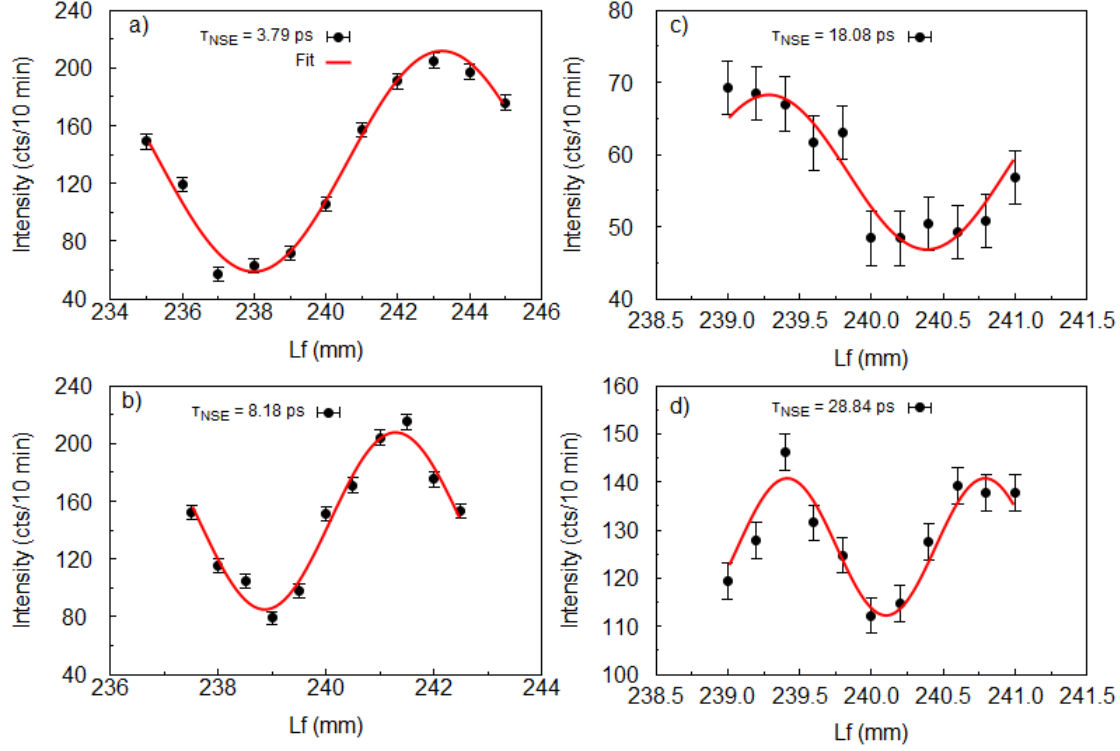 a)
τNSE = 3.79 ps
Fit
240
200
160
120
80
40
234 236 238 240 242 244 246
Intensity (cts/10 min)
Lf (mm)
c)
τNSE = 18.08 ps
80
70
60
50
40
238.5 239.0 239.5 240.0 240.5 241.0 241.5
Intensity (cts/10 min)
Lf (mm)
b)
τNSE = 8.18 ps
240
200
160
120
80
40
236 238 240 242 244
Intensity (cts/10 min)
Lf (mm)
d)
τNSE = 28.84 ps
160
150
140
130
120
110
100
238.5 239.0 239.5 240.0 240.5 241.0 241.5
Intensity (cts/10 min)
Lf (mm)